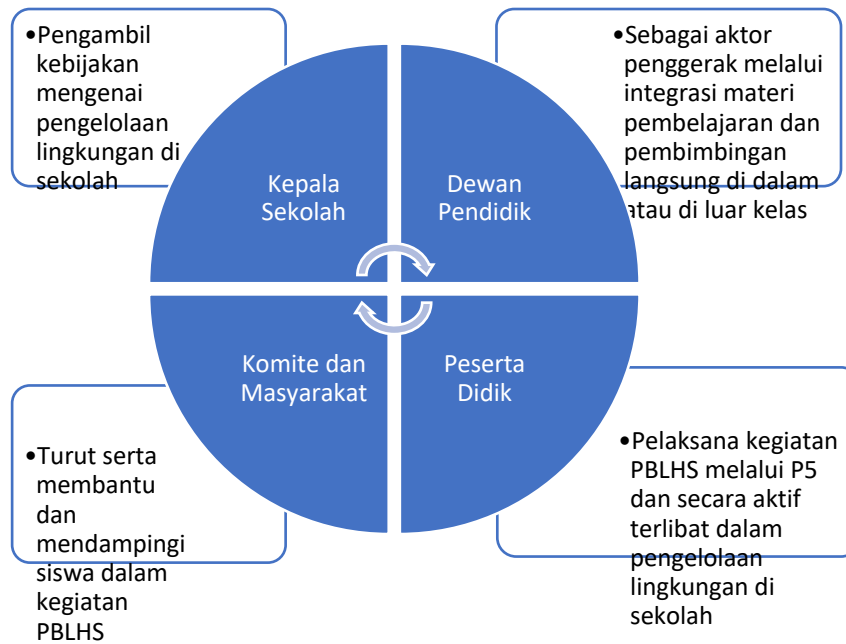 •Pengambil
kebijakan
mengenai
pengelolaan
lingkungan di
sekolah
•Sebagai aktor
penggerak melalui
integrasi materi
pembelajaran dan
pembimbingan
langsung di dalam
atau di luar kelas
Kepala
Sekolah
Dewan
Pendidik
Komite dan
Masyarakat
Peserta
Didik
•Turut serta
membantu
dan
mendampingi
siswa dalam
kegiatan
PBLHS
•Pelaksana kegiatan
PBLHS melalui P5
dan secara aktif
terlibat dalam
pengelolaan
lingkungan di
sekolah